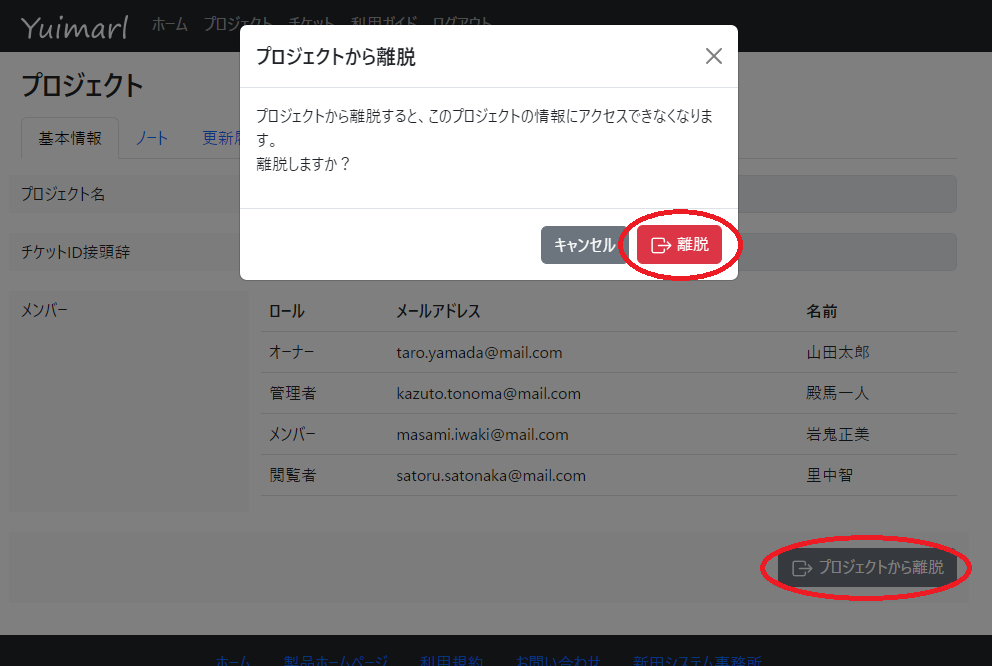 Yuimarl ホーム プロジェクト チケット 利用ガイド ログアウト
プロジェクトから離脱
プロジェクト
プロジェクトから離脱すると、このプロジェクトの情報にアクセスできなくなりま
す。
離脱しますか？
基本情報 ノート 更新
プロジェクト名
キャンセル 離脱
チケットID接頭辞
メンバー
ロール メールアドレス 名前
オーナー taro.yamada@mail.com 山田太郎
管理者 kazuto.tonoma@mail.com 殿馬一人
メンバー masami.iwaki@mail.com 岩鬼正美
閲覧者 satoru.satonaka@mail.com 里中智
プロジェクトから離脱
ホーム 製品ホームページ 利用規約 お問い合わせ 新田システム事務所